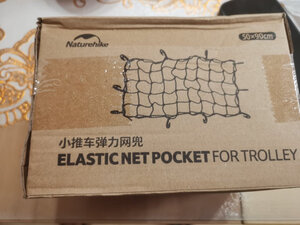 Naturehike
50×90cm
小推车弹力网兜
ELASTIC NET POCKET FOR TROLLEY